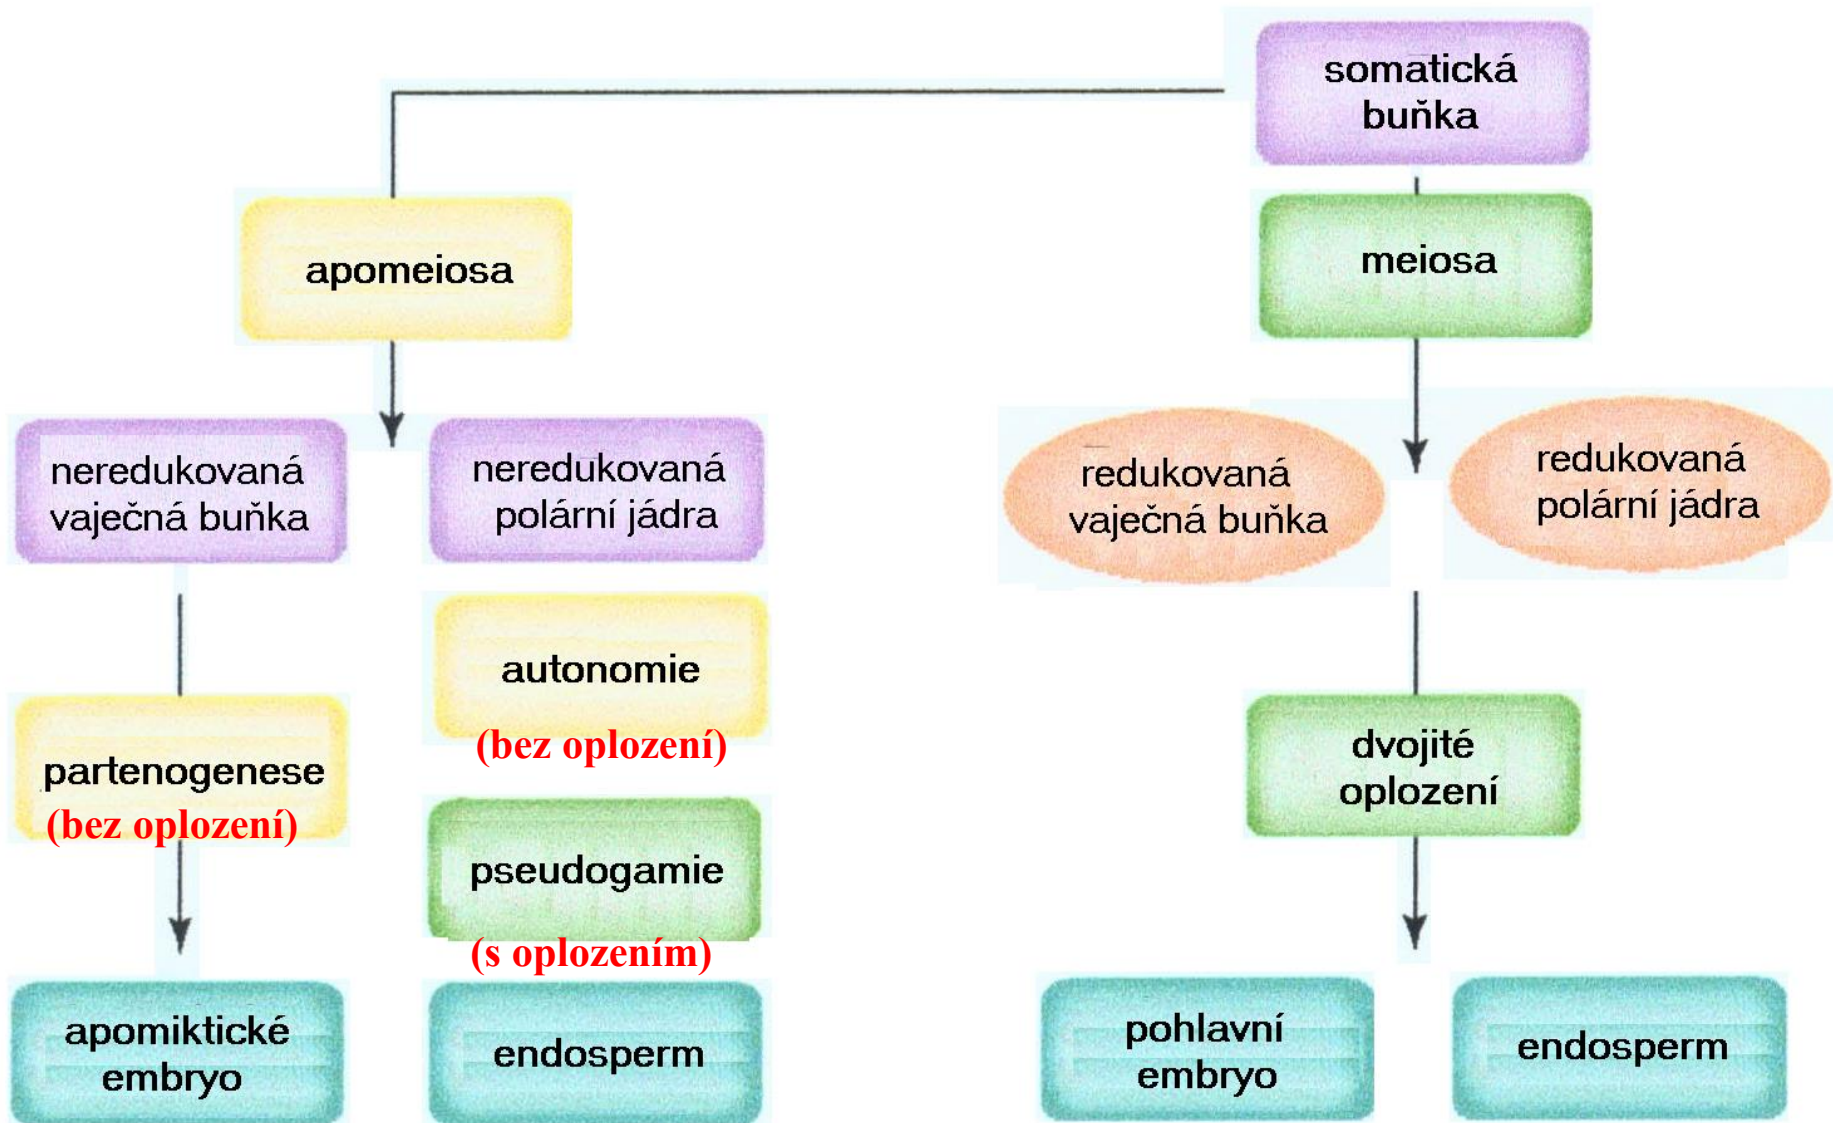 somatická
buňka
apomeiosa
meiosa
neredukovaná
vaječná buňka
neredukovaná
polární jádra
redukovaná
vaječná buňka
redukovaná
polární jádra
autonomie
(bez oplození)
partenogenese
(bez oplození)
dvojité
oplození
pseudogamie
(s oplozením)
apomiktické
embryo
endosperm
pohlavní
embryo
endosperm